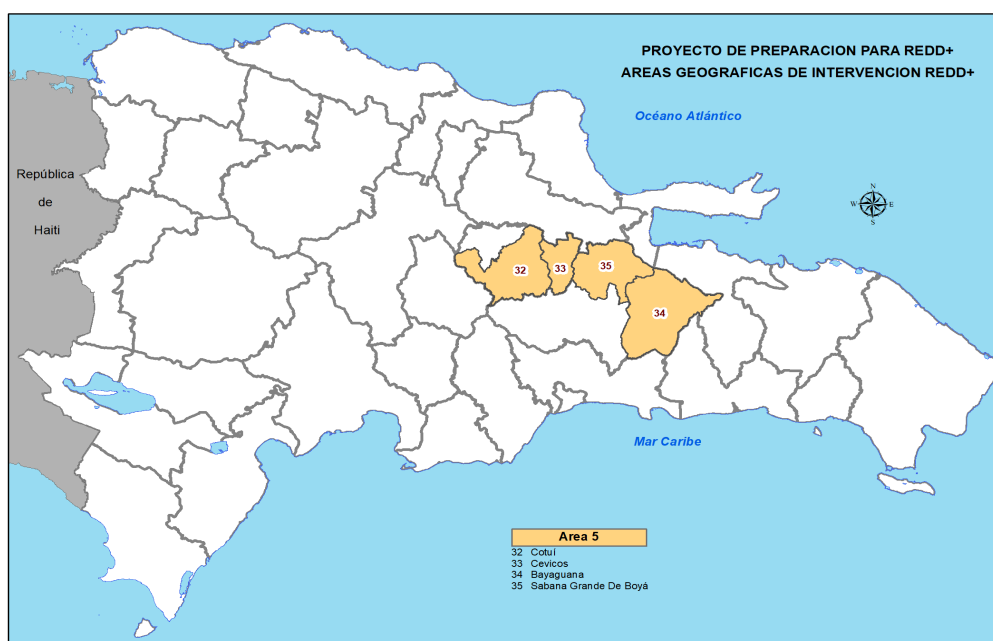 PROYECTO DE PREPARACION PARA REDD+
AREAS GEOGRAFICAS DE INTERVENCION REDD+
Océano Atlántico
República
de
Haiti
N
W E
S
32
33
35
34
Mar Caribe
Area 5
32 Cotuí
33 Cevicos
34 Bayaguana
35 Sabana Grande De Boyá